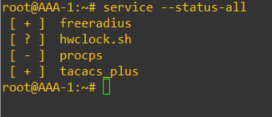 root@AAA-1:~# service --status-all
[ + ]  freeradius
[ ? ]  hwclock.sh
[ - ]  procps
[ + ]  tacacs_plus
root@AAA-1:~#